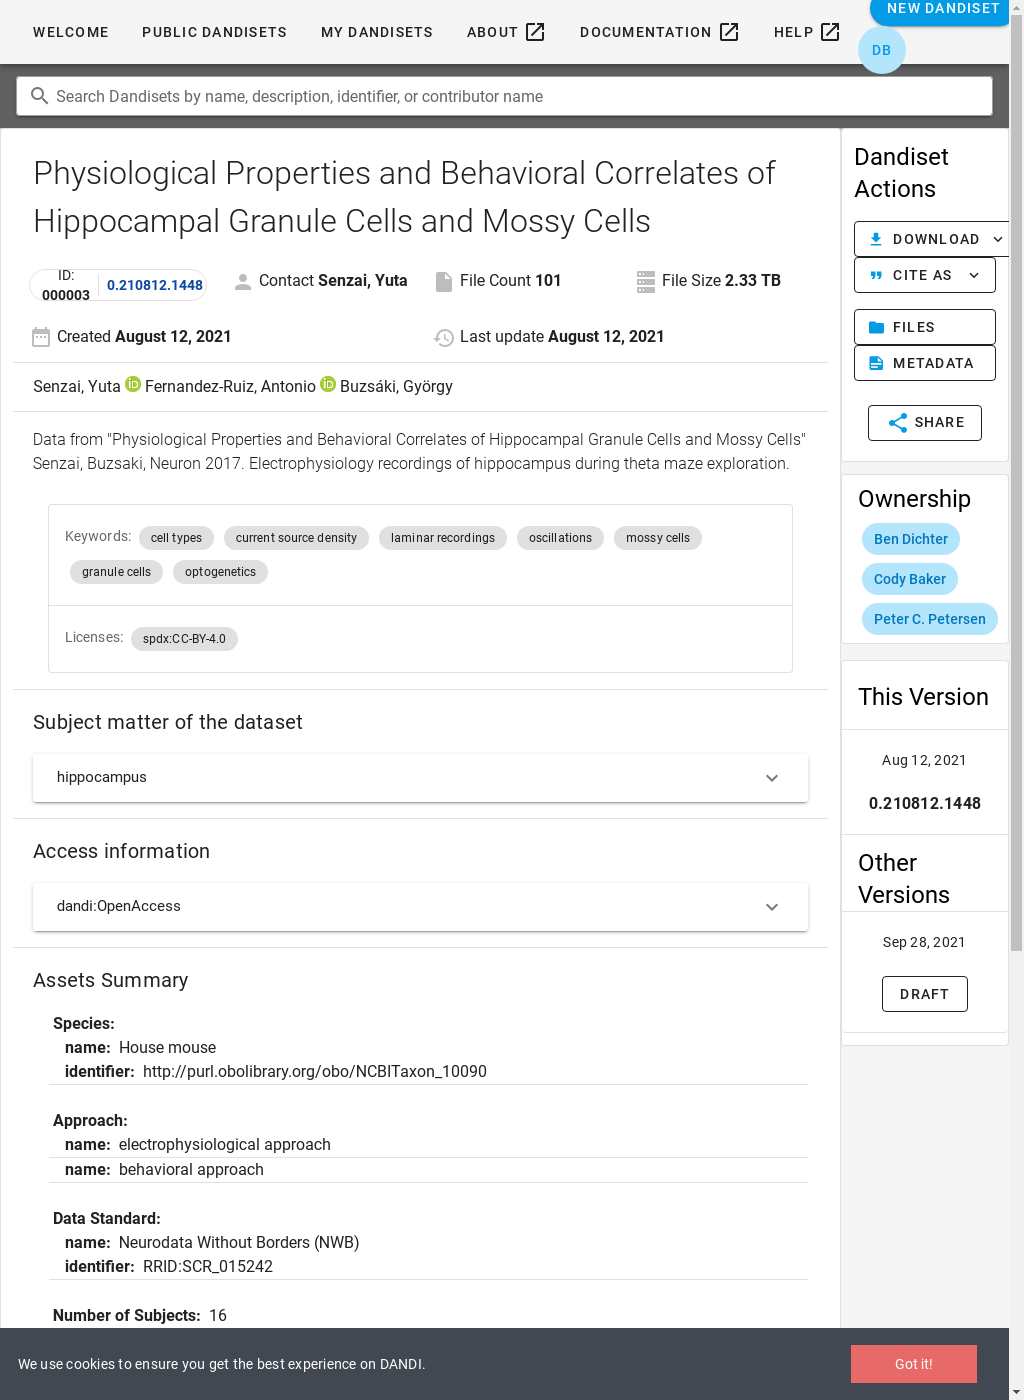 WELCOME PUBLIC DANDISETS MY DANDISETS ABOUT DOCUMENTATION HELP NEW DANDISET
DB
Search Dandisets by name, description, identifier, or contributor name
Physiological Properties and Behavioral Correlates of
Hippocampal Granule Cells and Mossy Cells
ID:
000003
0.210812.1448
Contact Senzai, Yuta
File Count 101
File Size 2.33 TB
Created August 12, 2021
Last update August 12, 2021
Senzai, Yuta Fernandez-Ruiz, Antonio Buzsáki, György
Data from "Physiological Properties and Behavioral Correlates of Hippocampal Granule Cells and Mossy Cells"
Senzai, Buzsaki, Neuron 2017. Electrophysiology recordings of hippocampus during theta maze exploration.
Keywords: cell types current source density laminar recordings oscillations mossy cells
granule cells optogenetics
Licenses: spdx:CC-BY-4.0
Subject matter of the dataset
hippocampus
Access information
dandi:OpenAccess
Assets Summary
Species:
name: House mouse
identifier: http://purl.obolibrary.org/obo/NCBITaxon_10090
Approach:
name: electrophysiological approach
name: behavioral approach
Data Standard:
name: Neurodata Without Borders (NWB)
identifier: RRID:SCR_015242
Number of Subjects: 16
Dandiset
Actions
DOWNLOAD
CITE AS
FILES
METADATA
SHARE
Ownership
Ben Dichter
Cody Baker
Peter C. Petersen
This Version
Aug 12, 2021
0.210812.1448
Other
Versions
Sep 28, 2021
DRAFT
We use cookies to ensure you get the best experience on DANDI.
Got it!